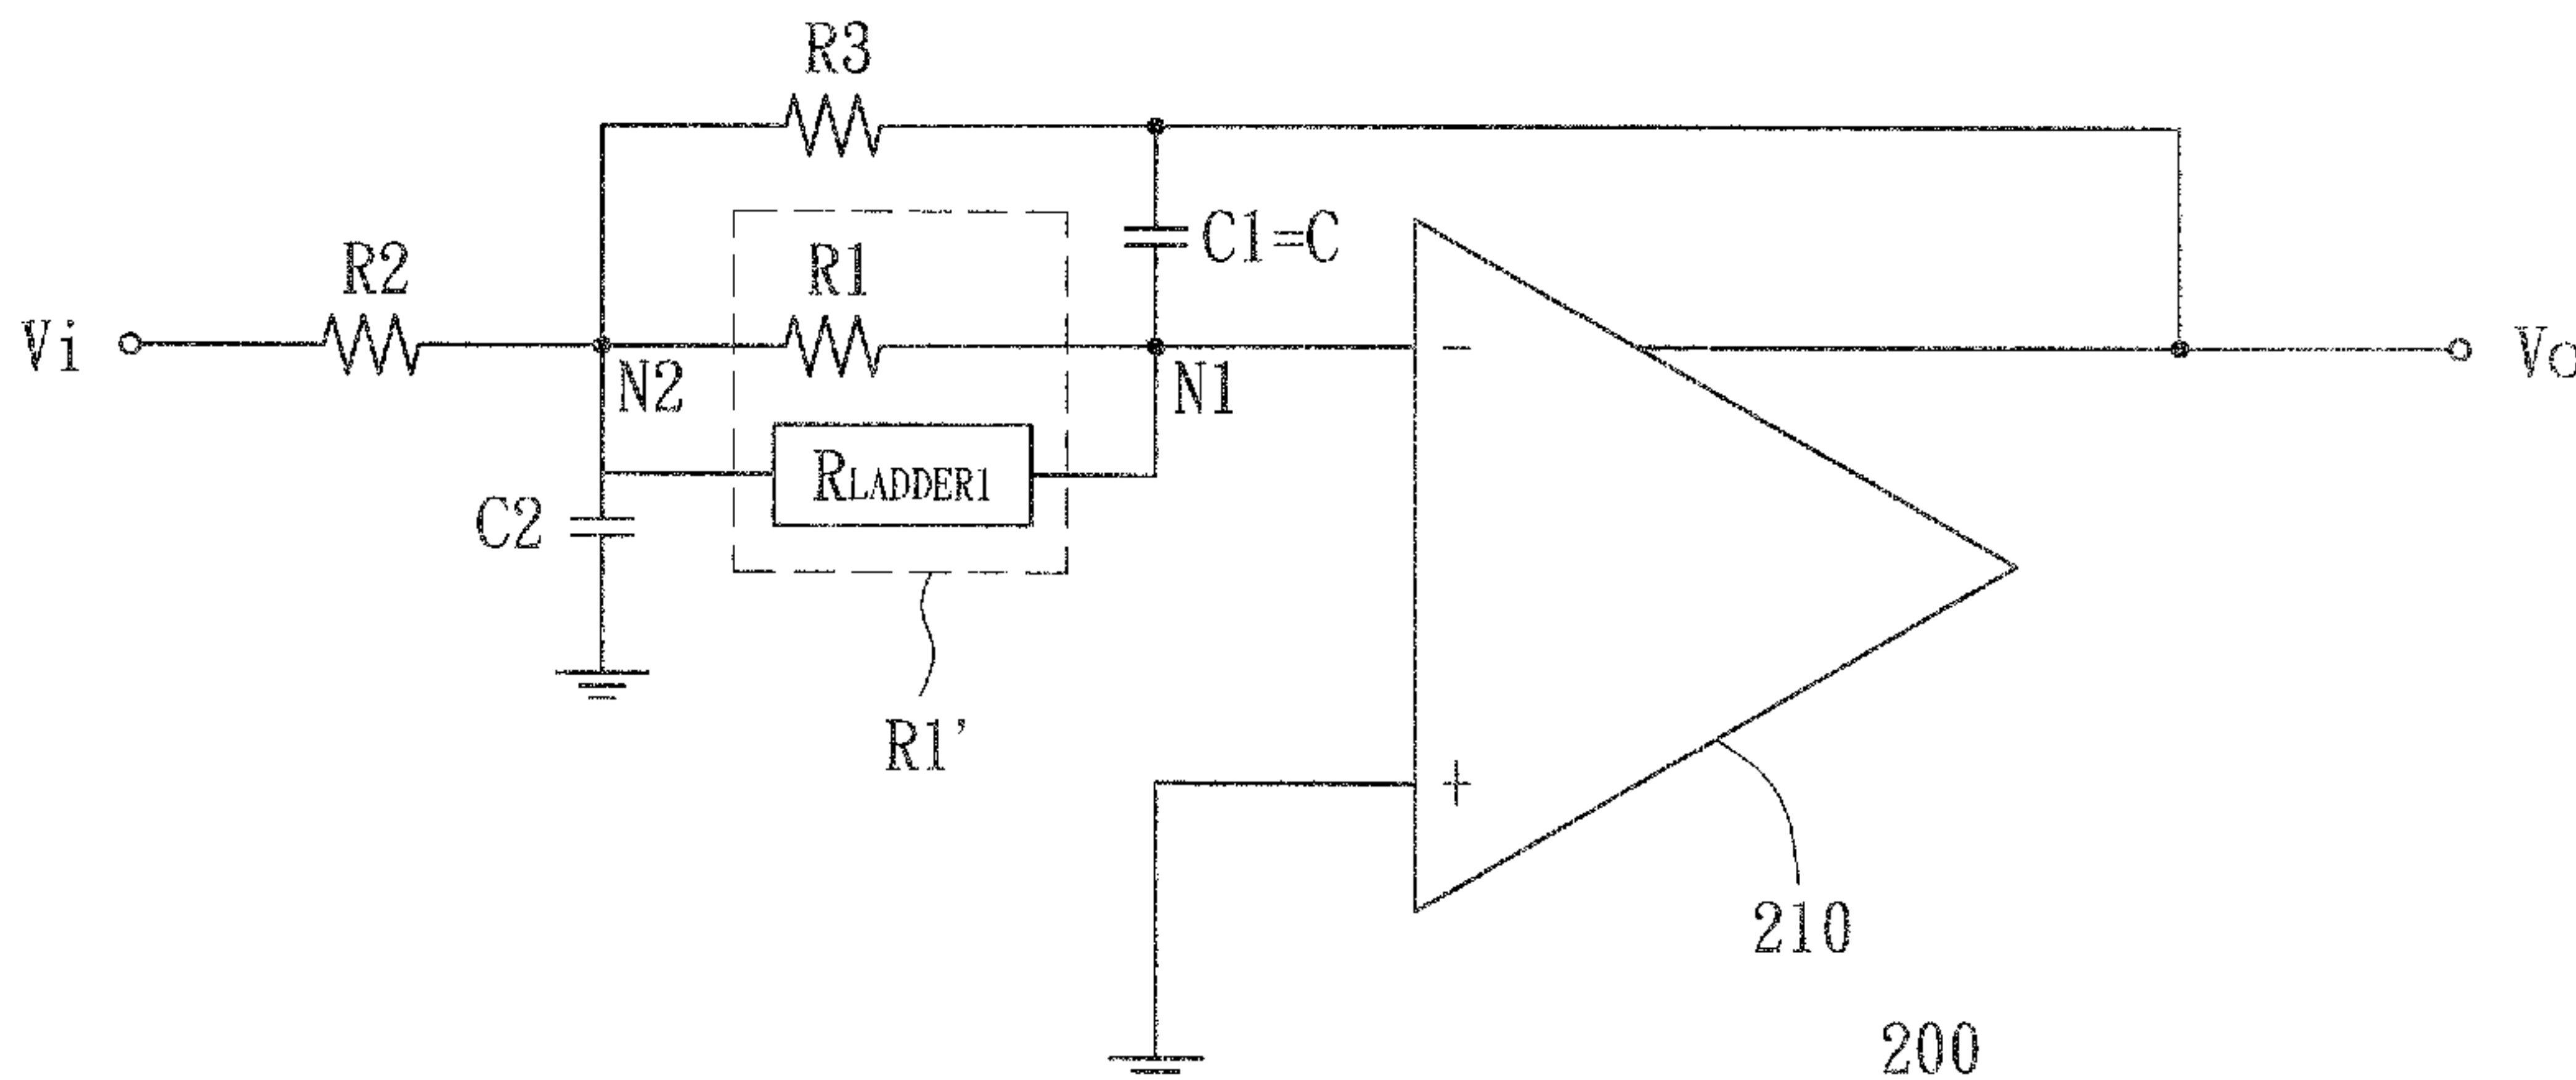 R3
C1=C
R2
R1
Vi
N2
N1
−
Vo
RLADDER1
C2
R1'
+
210
200